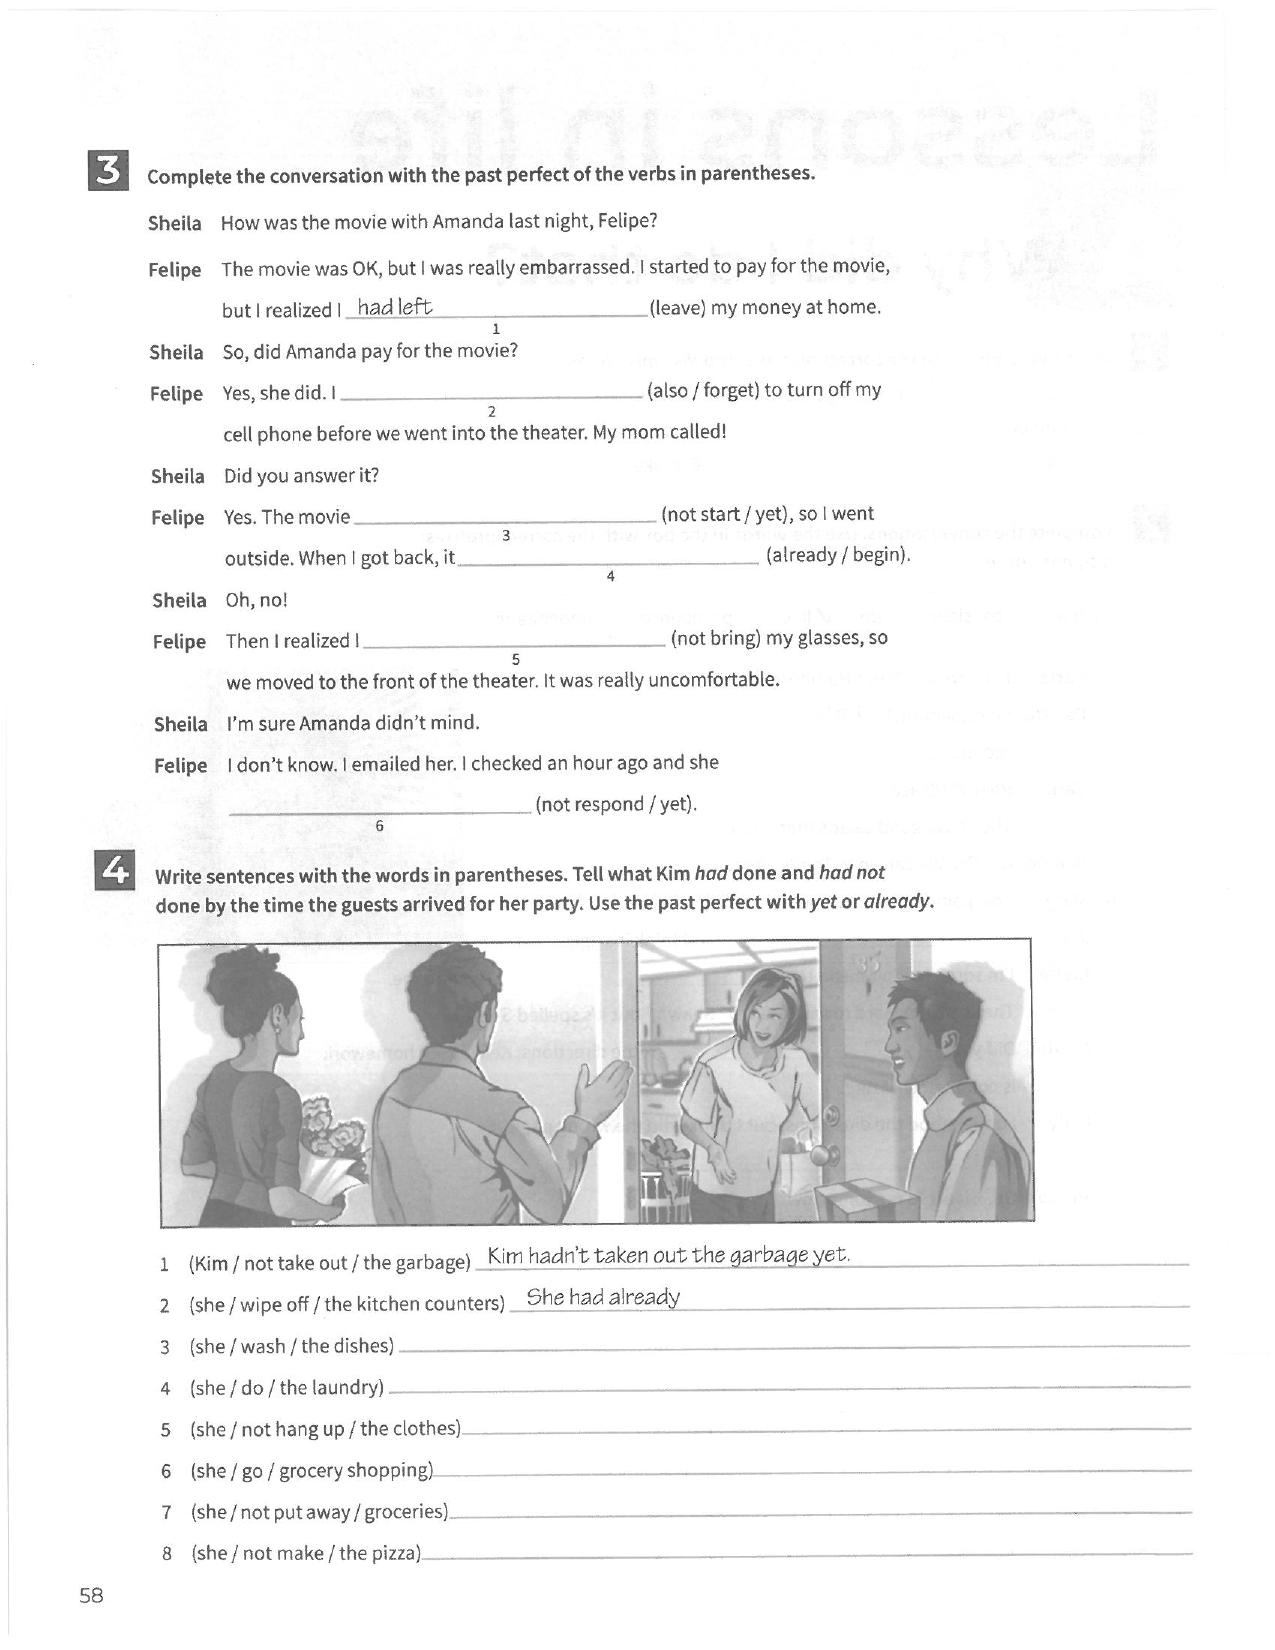 3 Complete the conversation with the past perfect of the verbs in parentheses.
Sheila How was the movie with Amanda last night, Felipe?
Felipe The movie was OK, but I was really embarrassed. I started to pay for the movie,
but I realized I had left (leave) my money at home.
1
Sheila So, did Amanda pay for the movie?
Felipe Yes, she did. I ____ (also / forget) to turn off my
2
cell phone before we went into the theater. My mom called!
Sheila Did you answer it?
Felipe Yes. The movie ____ (not start / yet), so I went
3
outside. When I got back, it ____ (already / begin).
4
Sheila Oh, no!
Felipe Then I realized I ____ (not bring) my glasses, so
5
we moved to the front of the theater. It was really uncomfortable.
Sheila I'm sure Amanda didn't mind.
Felipe I don't know. I emailed her. I checked an hour ago and she
____ (not respond / yet).
6
4 Write sentences with the words in parentheses. Tell what Kim had done and had not
done by the time the guests arrived for her party. Use the past perfect with yet or already.
1 (Kim / not take out / the garbage) Kim hadn't taken out the garbage yet.
2 (she / wipe off / the kitchen counters) She had already
3 (she / wash / the dishes)
4 (she / do / the laundry)
5 (she / not hang up / the clothes)
6 (she / go / grocery shopping)
7 (she / not put away / groceries)
8 (she / not make / the pizza)
58